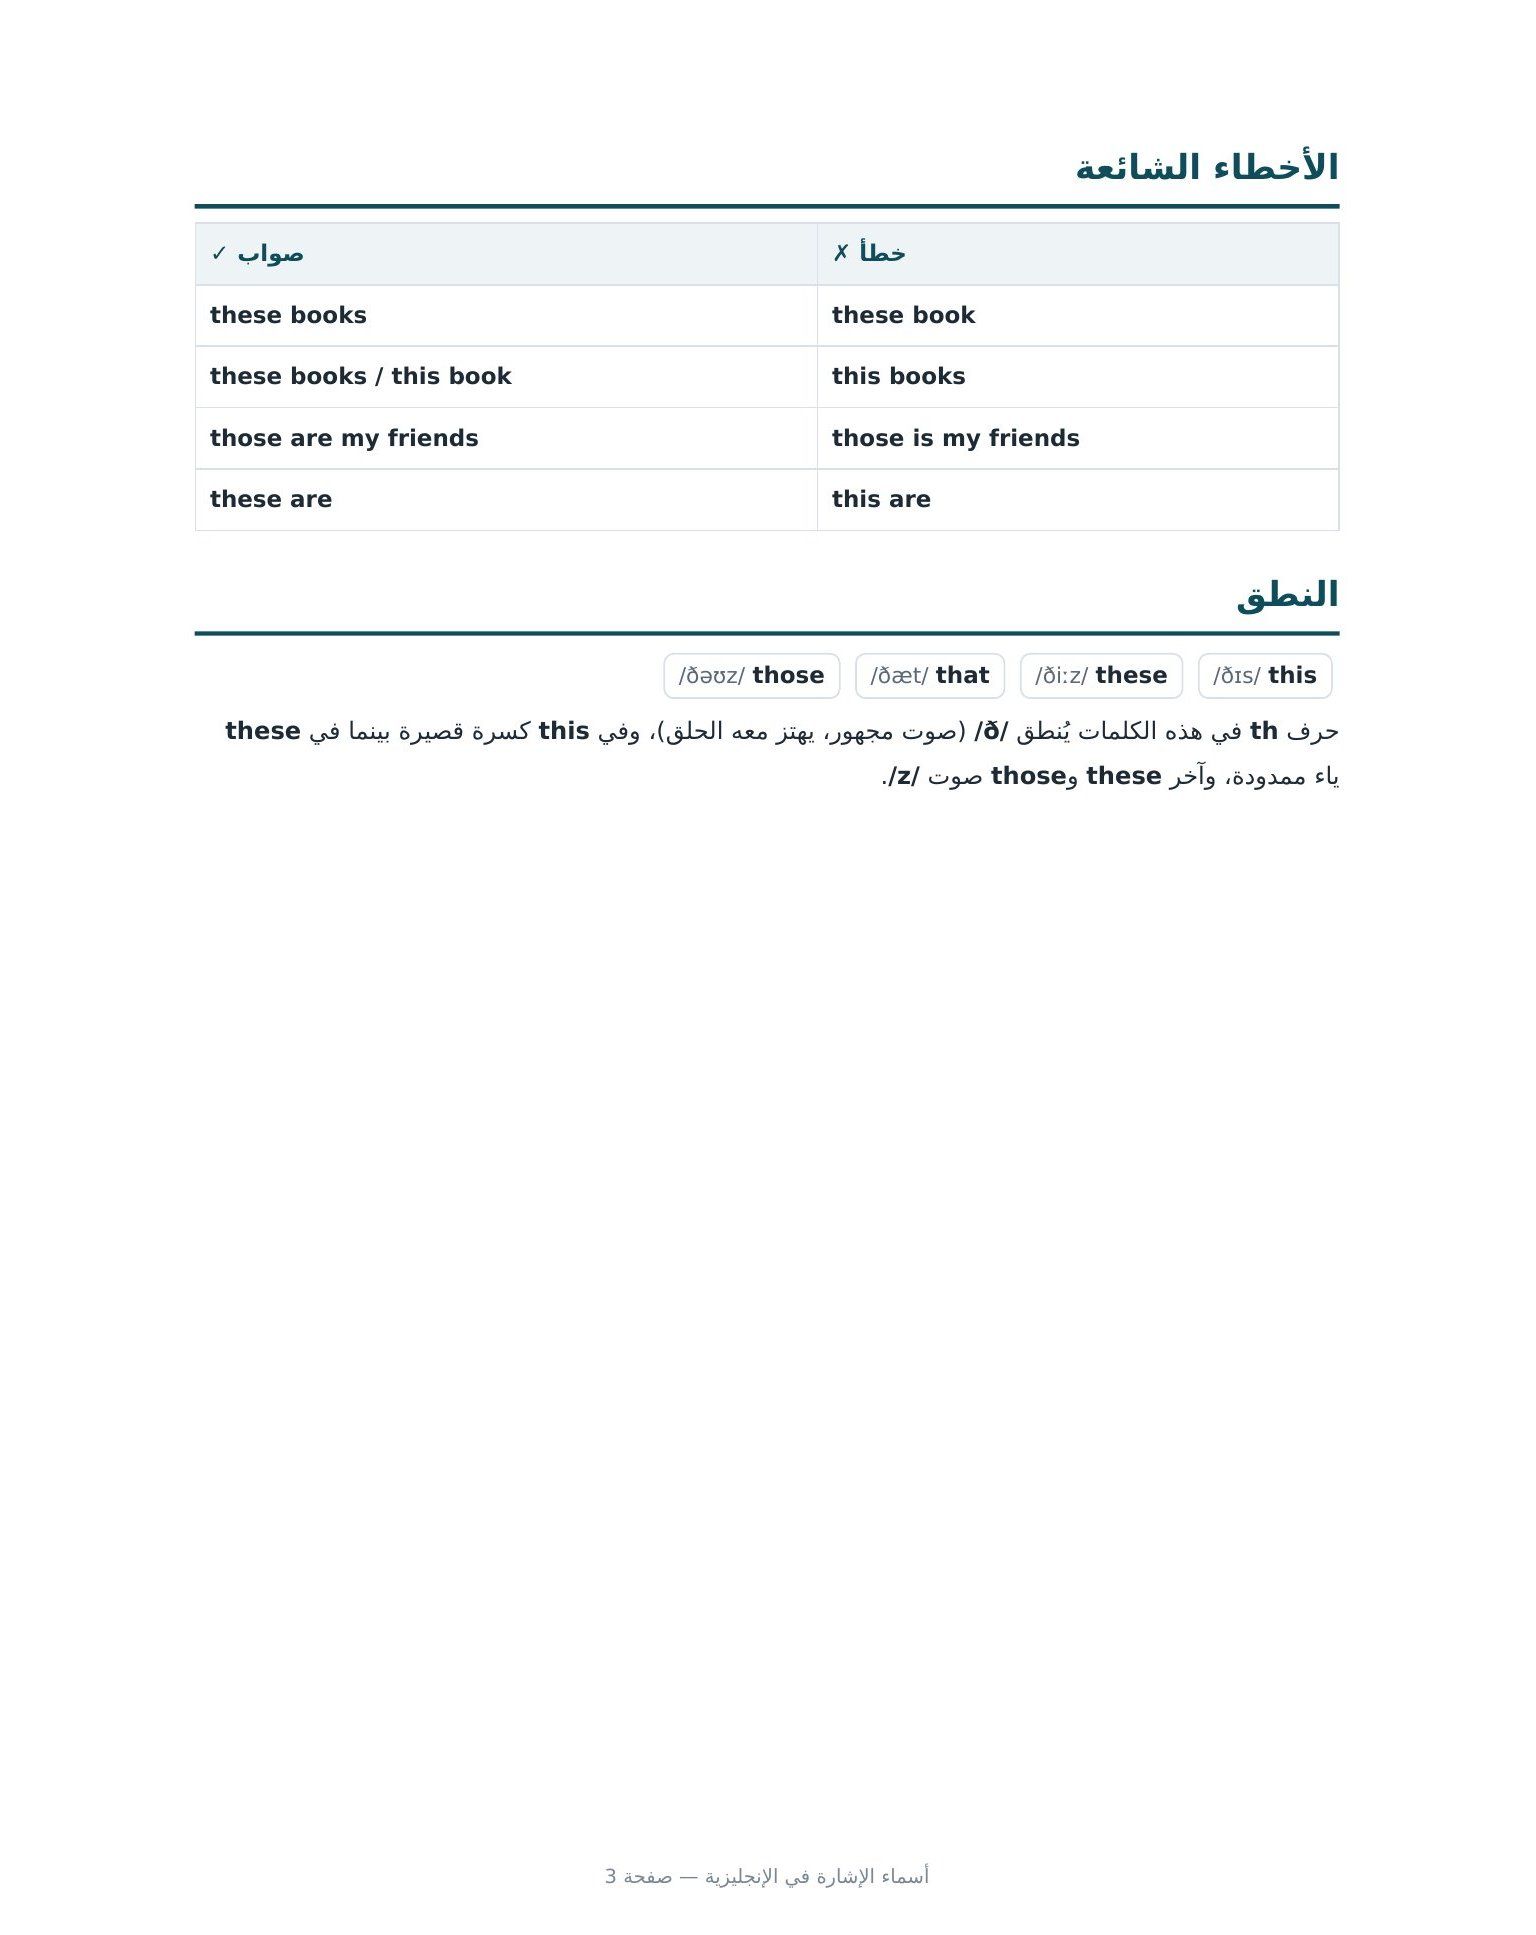 الأخطاء الشائعة
خطأ ✗ صواب ✓
these book these books
this books these books / this book
those is my friends those are my friends
this are these are
النطق
this /ðɪs/ these /ðiːz/ that /ðæt/ those /ðəʊz/
حرف th في هذه الكلمات يُنطق /ð/ (صوت مجهور، يهتز معه الحلق)، وفي this كسرة قصيرة بينما في these
ياء ممدودة، وآخر these وthose صوت /z/.
أسماء الإشارة في الإنجليزية — صفحة 3